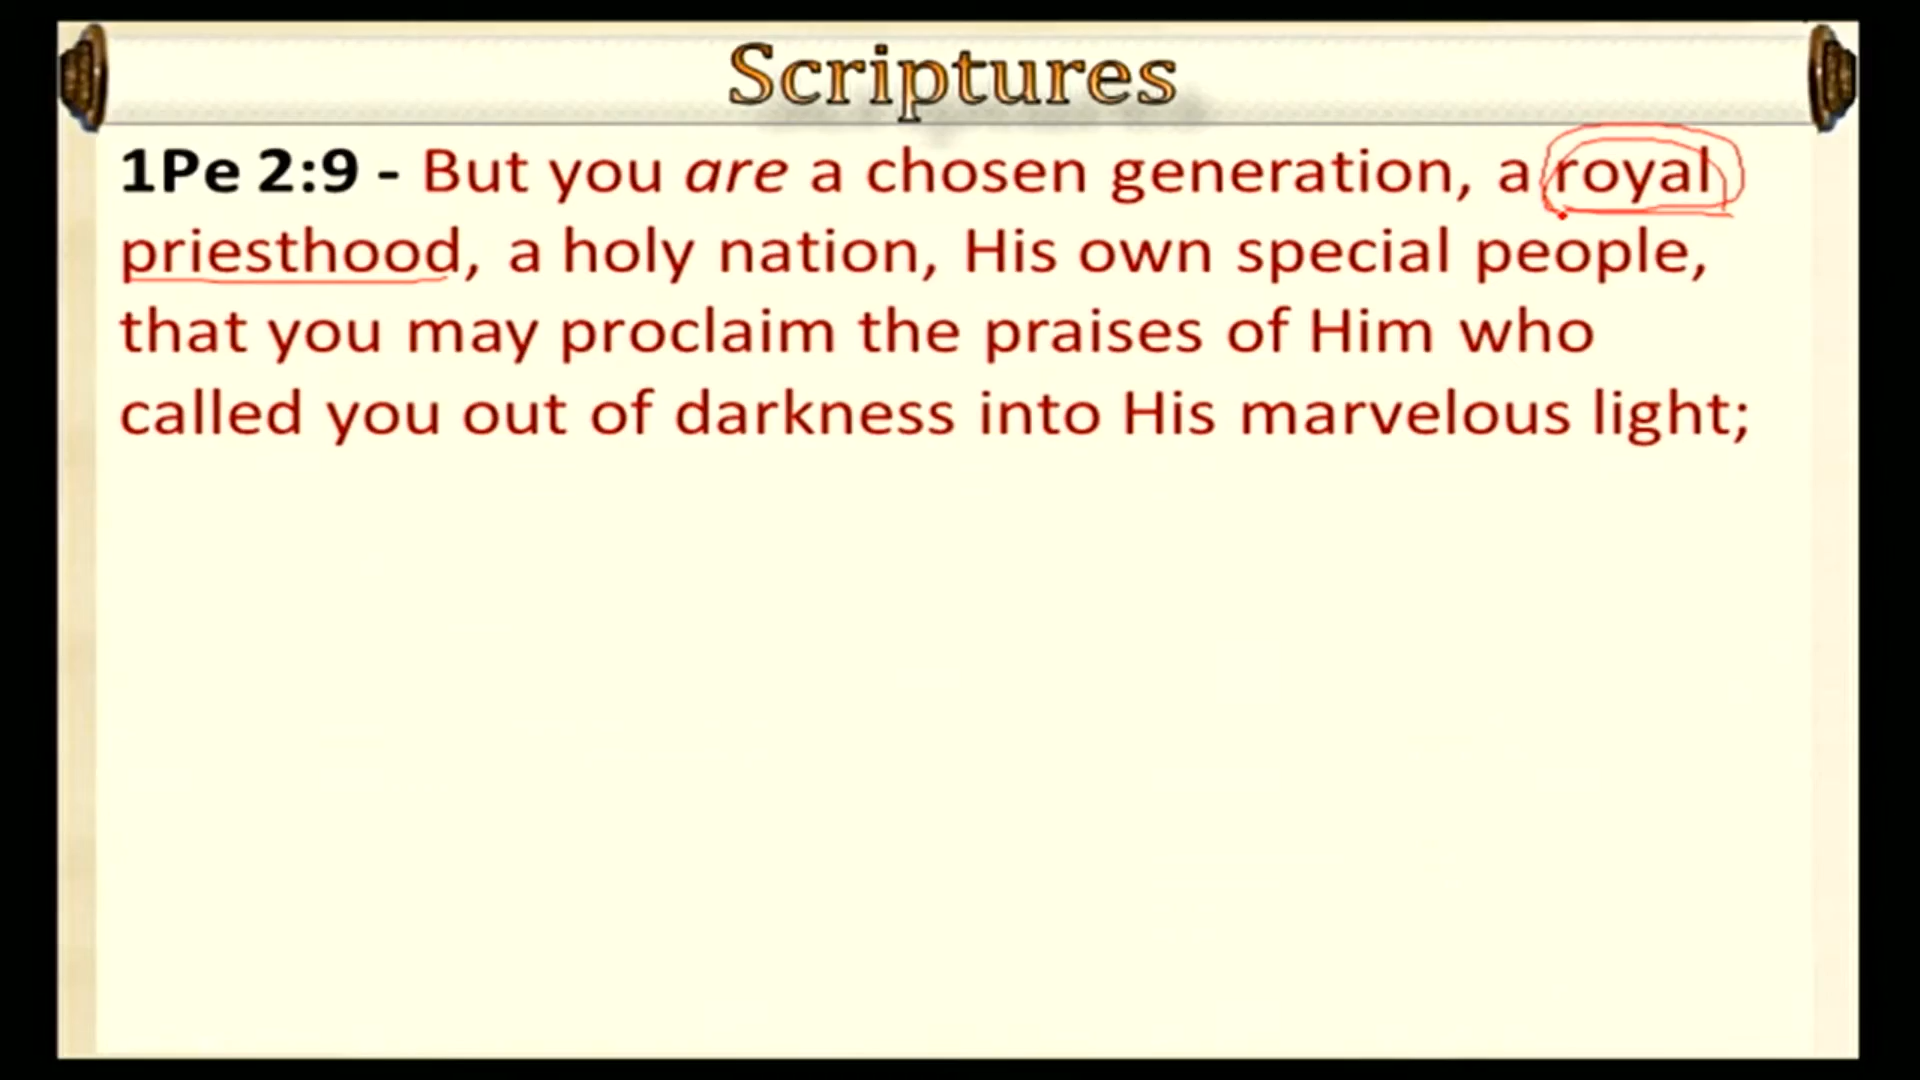 Scriptures
1Pe 2:9 - But you are a chosen generation, a royal
priesthood, a holy nation, His own special people,
that you may proclaim the praises of Him who
called you out of darkness into His marvelous light;